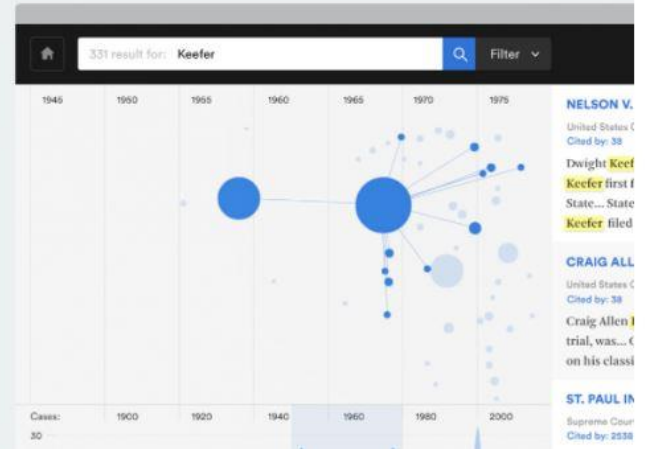 331 result for: Keefer
Filter
1945 1950 1955 1960 1965 1970 1975
NELSON V.
United States C
Cited by: 38
Dwight Keef
Keefer first f
State... State
Keefer filed
CRAIG ALL
United States C
Cited by: 38
Craig Allen
trial, was...
on his classi
ST. PAUL IN
Supreme Cour
Cited by: 2538
Cases: 1900 1920 1940 1960 1980 2000
30